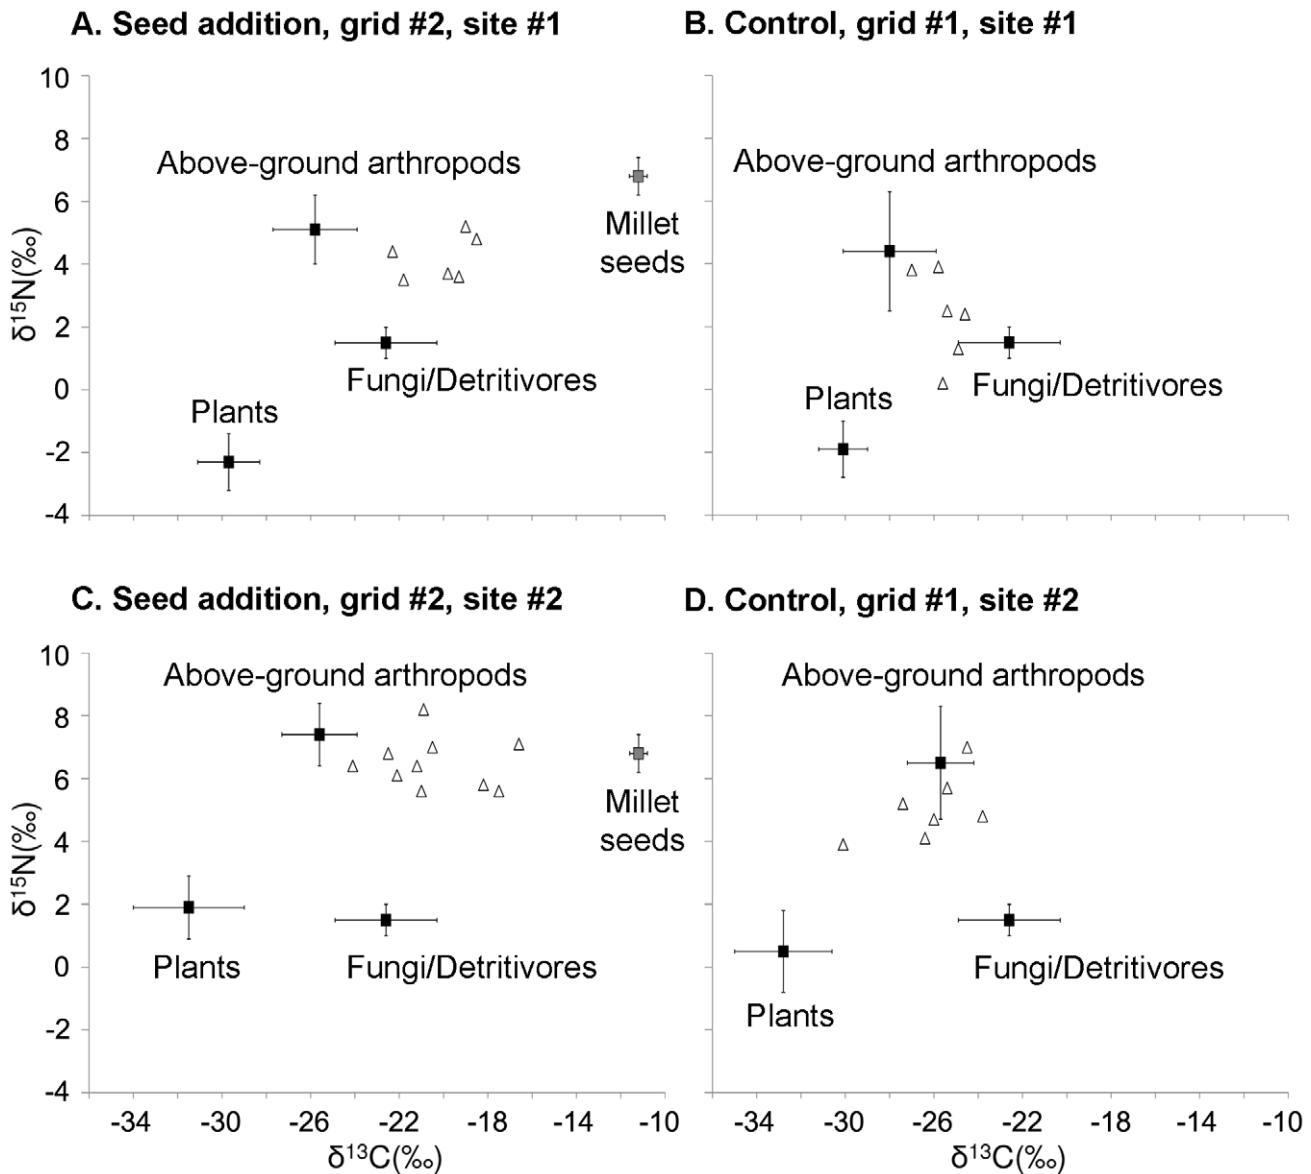 A. Seed addition, grid #2, site #1
B. Control, grid #1, site #1
10
8
6
4
2
0
-2
-4
δ¹⁵N(‰)
Above-ground arthropods
Millet
seeds
Fungi/Detritivores
Plants
Above-ground arthropods
Fungi/Detritivores
Plants
C. Seed addition, grid #2, site #2
D. Control, grid #1, site #2
10
8
6
4
2
0
-2
-4
δ¹⁵N(‰)
Above-ground arthropods
Millet
seeds
Plants
Fungi/Detritivores
Above-ground arthropods
Fungi/Detritivores
Plants
-34 -30 -26 -22 -18 -14 -10
-34 -30 -26 -22 -18 -14 -10
δ¹³C(‰)
δ¹³C(‰)